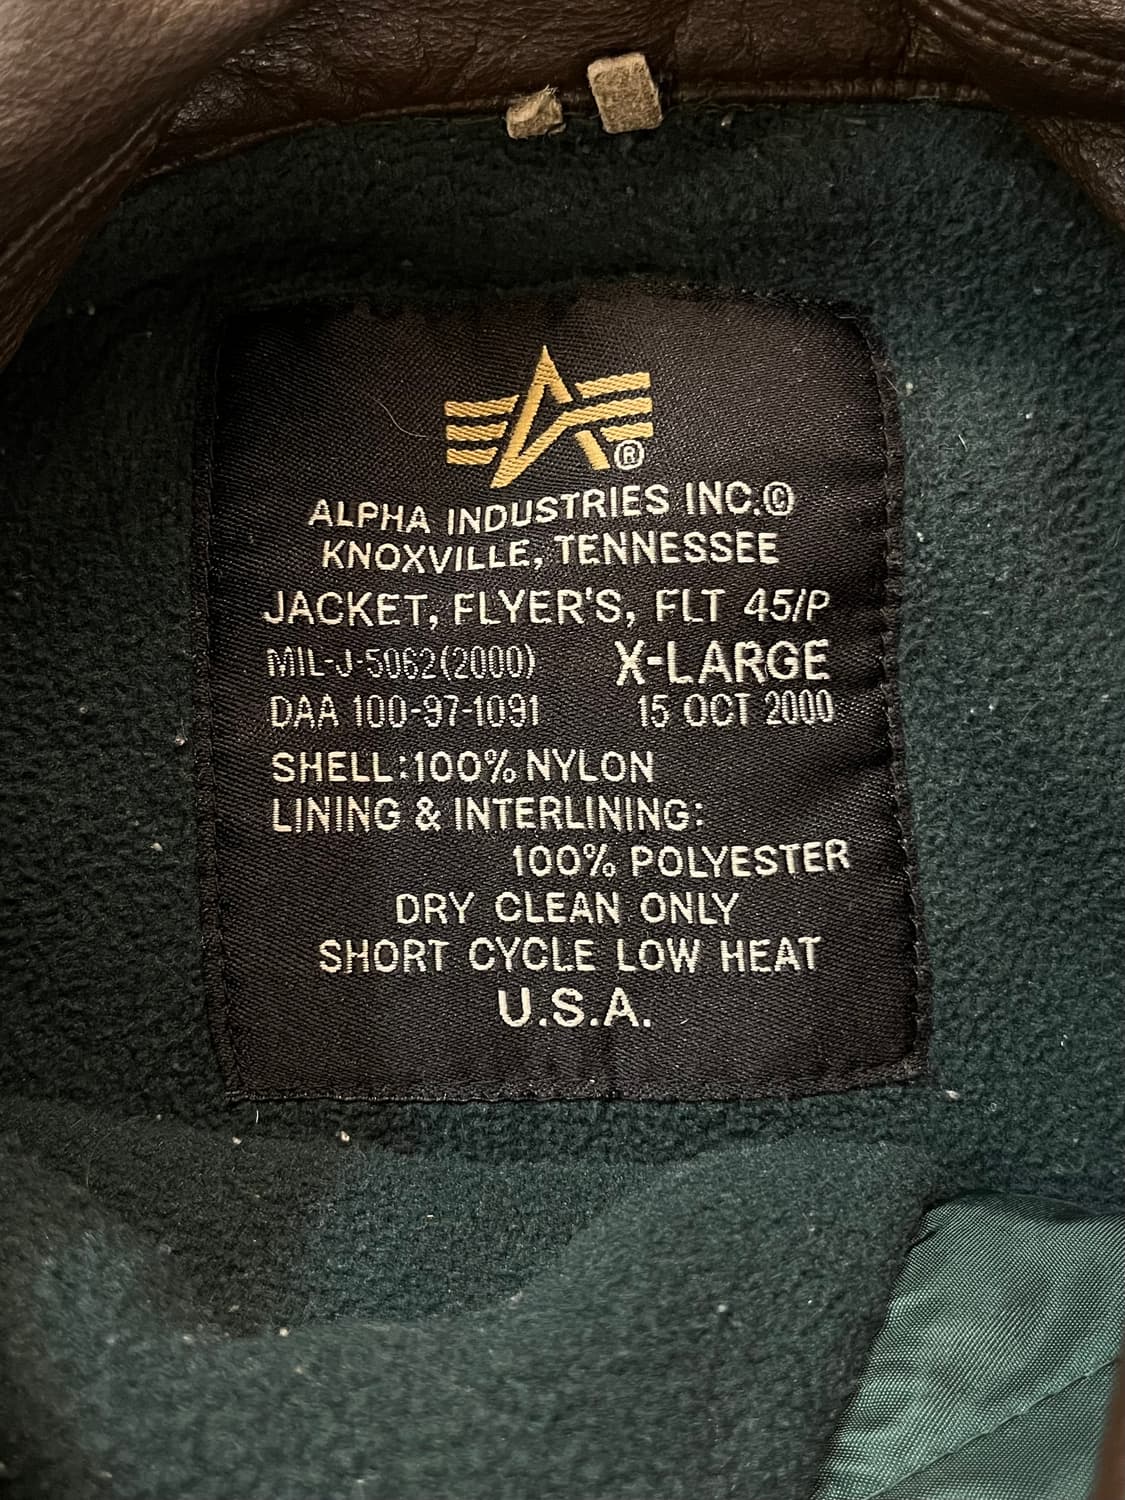 ®
ALPHA INDUSTRIES INC.©
KNOXVILLE, TENNESSEE
JACKET, FLYER'S, FLT 45/P
MIL-J-5062(2000) X-LARGE
DAA 100-97-1091 15 OCT 2000
SHELL:100% NYLON
LINING & INTERLINING:
100% POLYESTER
DRY CLEAN ONLY
SHORT CYCLE LOW HEAT
U.S.A.